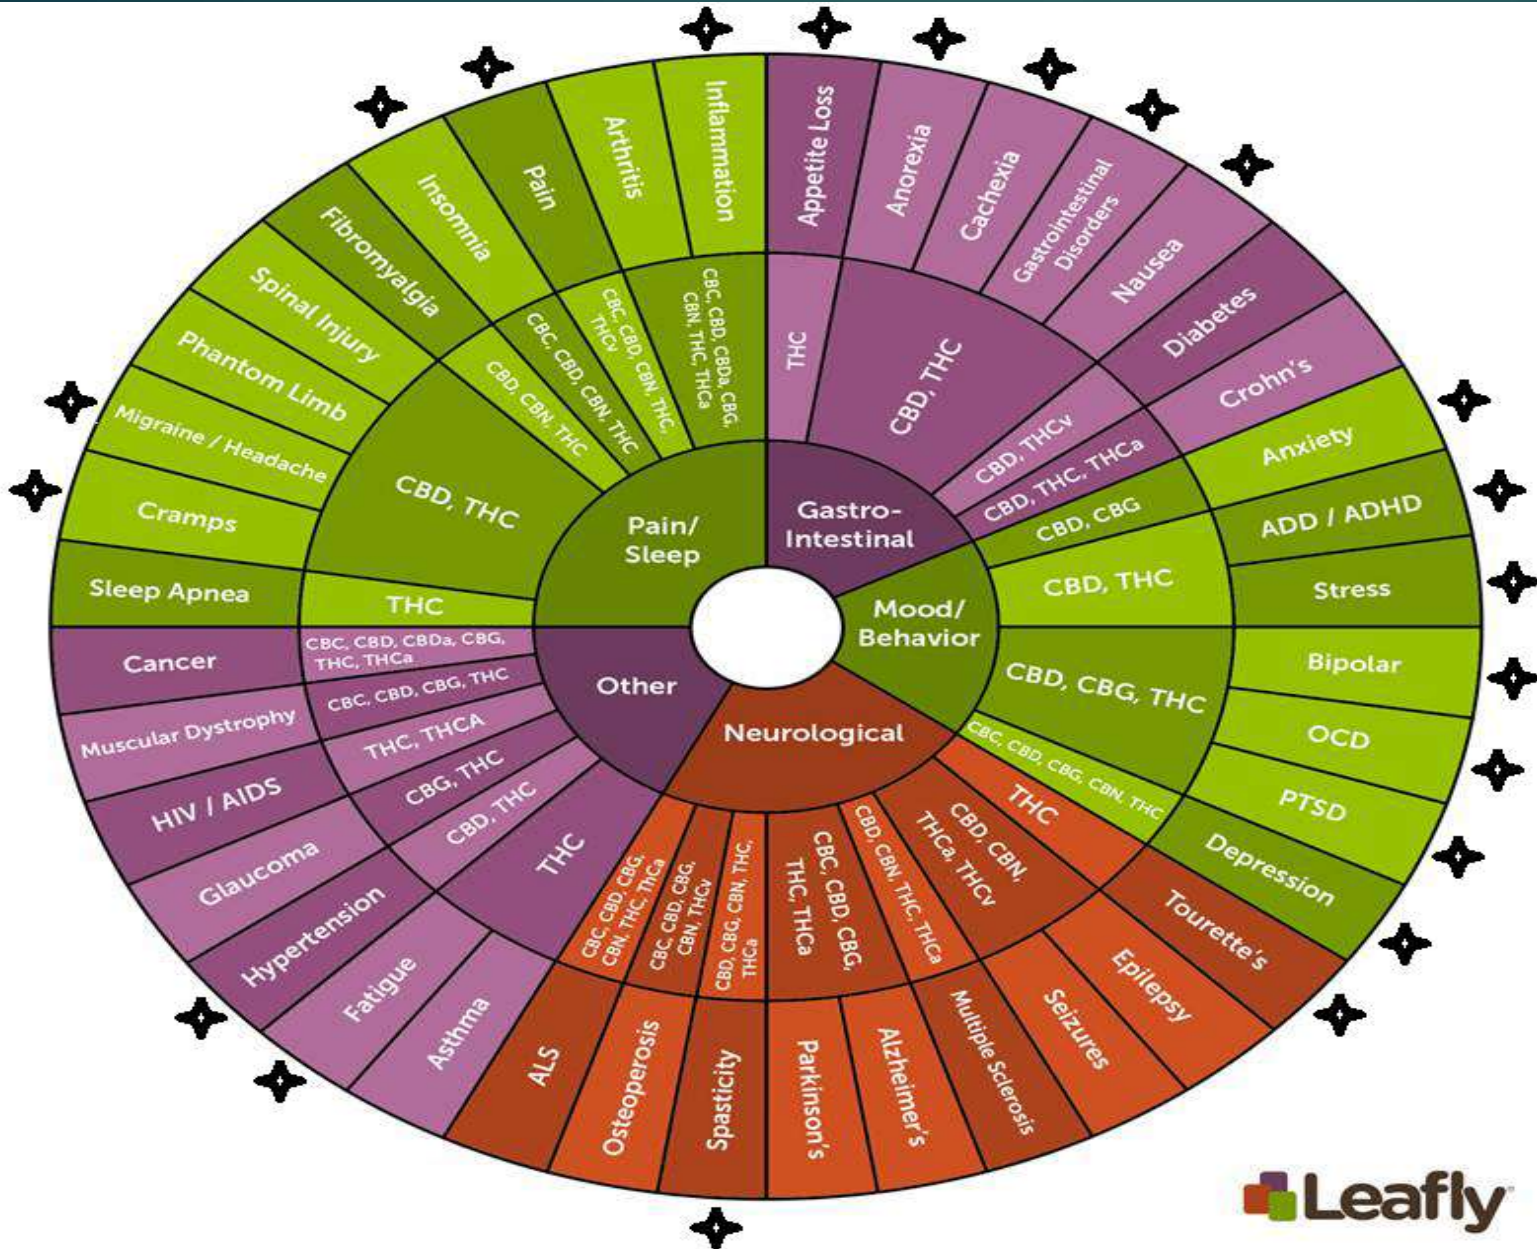 Inflammation
Arthritis
Pain
Insomnia
Fibromyalgia
Spinal Injury
Phantom Limb
Migraine / Headache
Cramps
Sleep Apnea
CBC, CBD, CBDa, CBG,
CBN, THC, THCa
CBC, CBD, CBN, THC,
THCv
CBC, CBD, CBN, THC
CBD, CBN, THC
CBD, THC
THC
Pain/
Sleep
Appetite Loss
Anorexia
Cachexia
Gastrointestinal
Disorders
Nausea
Diabetes
Crohn's
THC
CBD, THC
CBD, THCv
CBD, THC, THCa
Gastro-
Intestinal
Anxiety
ADD / ADHD
Stress
Bipolar
OCD
PTSD
Depression
CBD, CBG
CBD, THC
CBD, CBG, THC
CBC, CBD, CBG, CBN, THC
Mood/
Behavior
Neurological
THC
CBD, CBN,
THCa, THCv
CBD, CBN, THC, THCa
CBC, CBD, CBG,
THC, THCa
CBD, CBG, CBN, THC,
THCa
CBC, CBD, CBG,
CBN, THCv
CBC, CBD, CBG,
CBN, THC, ThCa
Tourette's
Epilepsy
Seizures
Multiple Sclerosis
Alzheimer's
Parkinson's
Spasticity
Osteoperosis
ALS
Other
CBC, CBD, CBDa, CBG,
THC, THCa
CBC, CBD, CBG, THC
THC, THCA
CBG, THC
CBD, THC
THC
Cancer
Muscular Dystrophy
HIV / AIDS
Glaucoma
Hypertension
Fatigue
Asthma
Leafly